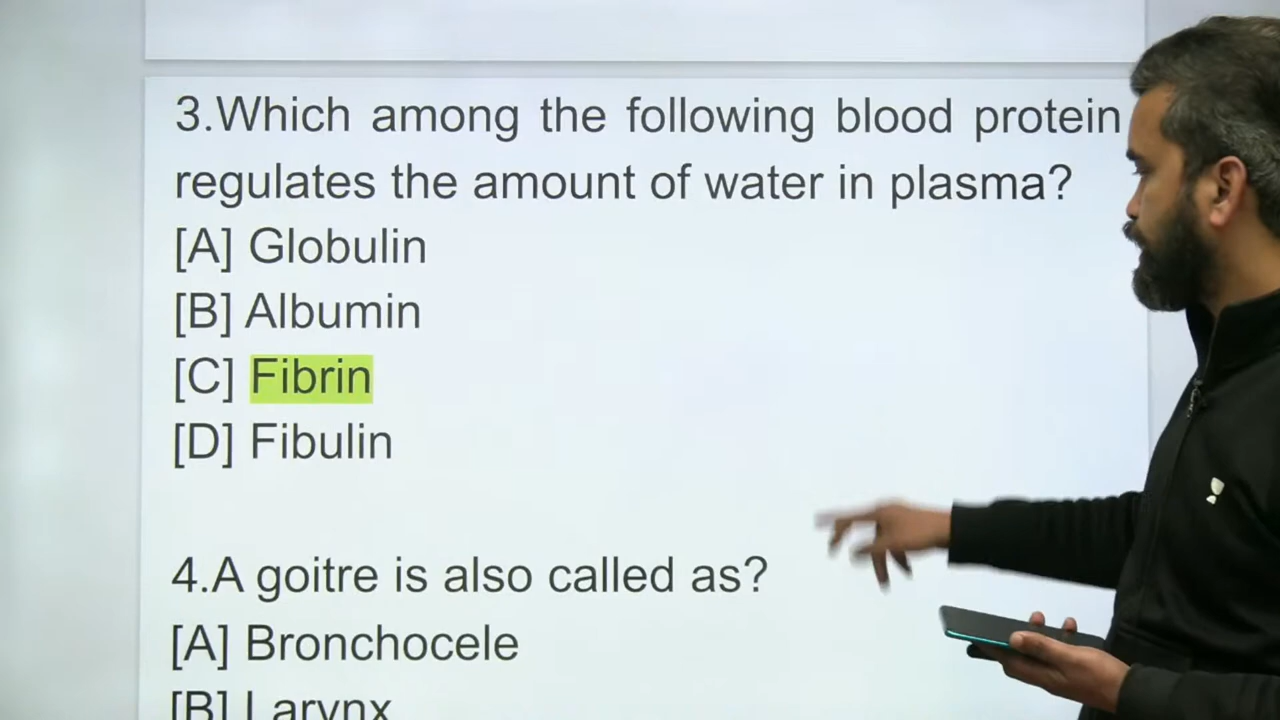 3.Which among the following blood protein
regulates the amount of water in plasma?
[A] Globulin
[B] Albumin
[C] Fibrin
[D] Fibulin
4.A goitre is also called as?
[A] Bronchocele
[B] Larynx